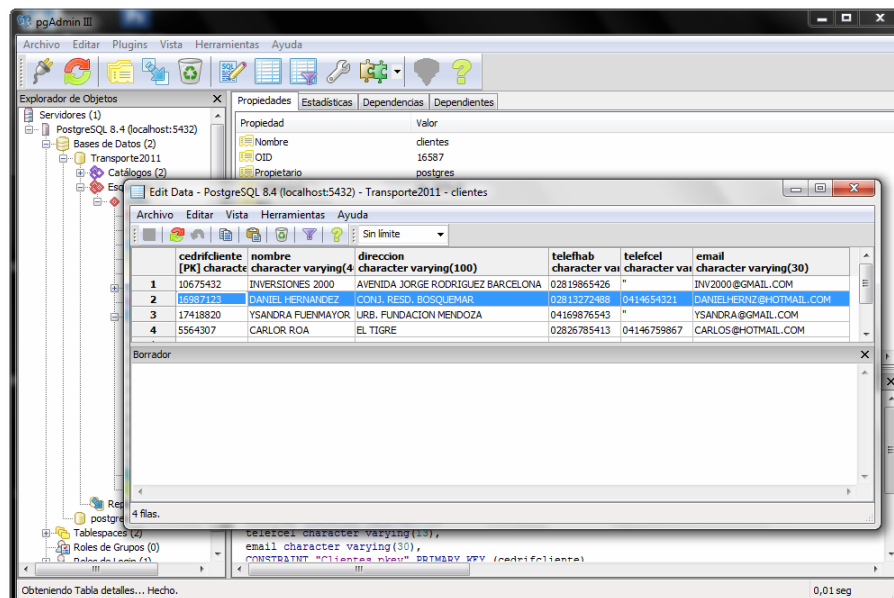 pgAdmin III
Archivo Editar Plugins Vista Herramientas Ayuda
Explorador de Objetos
Servidores (1)
PostgreSQL 8.4 (localhost:5432)
Bases de Datos (2)
Transporte2011
Catálogos (2)
Esq
Rep
postgre
Tablespaces (2)
Roles de Grupos (0)
Roles de Login (1)
Propiedades Estadísticas Dependencias Dependientes
Propiedad Valor
Nombre clientes
OID 16587
Propietario postgres
Edit Data - PostgreSQL 8.4 (localhost:5432) - Transporte2011 - clientes
Archivo Editar Vista Herramientas Ayuda
Sin límite
cedrifcliente nombre direccion telefhab telefcel email
[PK] characte character varying(4 character varying(100) character var character var character varying(30)
1 10675432 INVERSIONES 2000 AVENIDA JORGE RODRIGUEZ BARCELONA 02819865426 " INV2000@GMAIL.COM
2 16987123 DANIEL HERNANDEZ CONJ. RESD. BOSQUEMAR 02813272488 0414654321 DANIELHERNZ@HOTMAIL.COM
3 17418820 YSANDRA FUENMAYOR URB. FUNDACION MENDOZA 04169876543 " YSANDRA@GMAIL.COM
4 5564307 CARLOR ROA EL TIGRE 02826785413 04146759867 CARLOS@HOTMAIL.COM
Borrador
4 filas.
telefcel character varying(13),
email character varying(30),
CONSTRAINT "Clientes_pkey" PRIMARY KEY (cedrifcliente)
Obteniendo Tabla detalles... Hecho. 0,01 seg